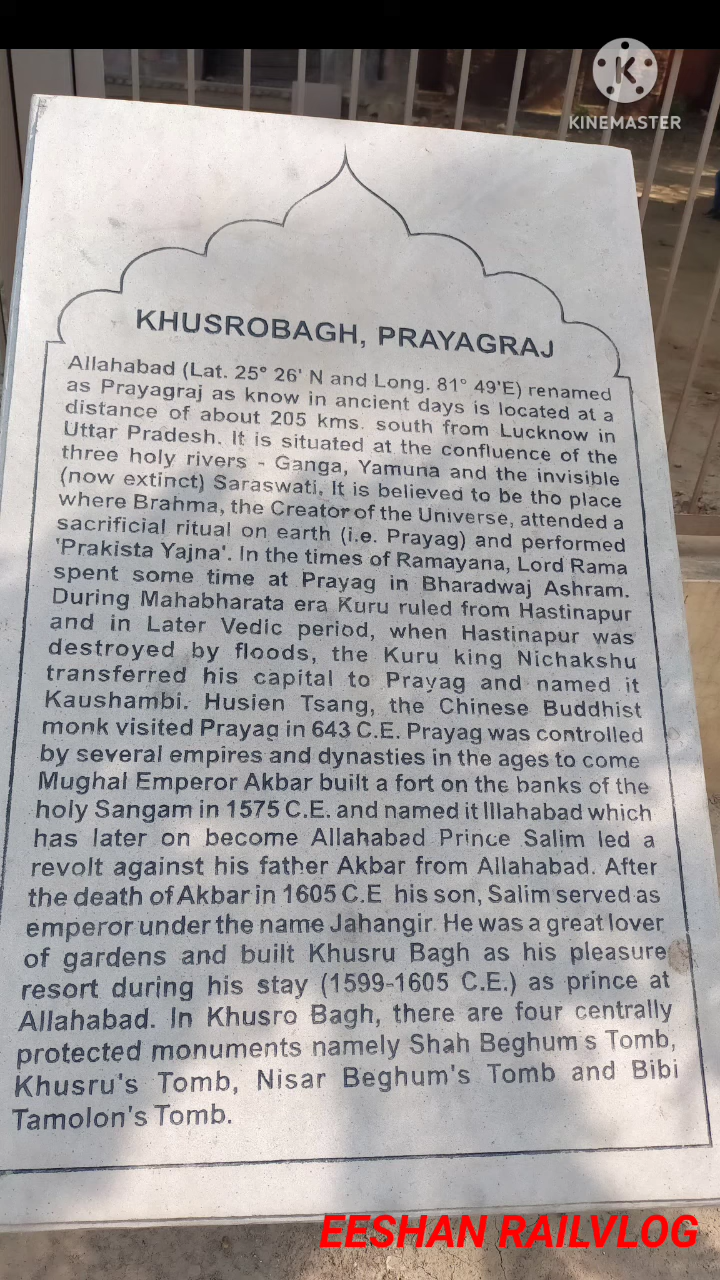 KINEMASTER
KHUSROBAGH, PRAYAGRAJ
Allahabad (Lat. 25° 26' N and Long. 81° 49'E) renamed
as Prayagraj as know in ancient days is located at a
distance of about 205 kms. south from Lucknow in
Uttar Pradesh. It is situated at the confluence of the
three holy rivers - Ganga, Yamuna and the invisible
(now extinct) Saraswati, It is believed to be tho place
where Brahma, the Creator of the Universe, attended a
sacrificial ritual on earth (i.e. Prayag) and performed
'Prakista Yajna'. In the times of Ramayana, Lord Rama
spent some time at Prayag in Bharadwaj Ashram.
During Mahabharata era Kuru ruled from Hastinapur
and in Later Vedic period, when Hastinapur was
destroyed by floods, the Kuru king Nichakshu
transferred his capital to Prayag and named it
Kaushambi. Husien Tsang, the Chinese Buddhist
monk visited Prayag in 643 C.E. Prayag was controlled
by several empires and dynasties in the ages to come
Mughal Emperor Akbar built a fort on the banks of the
holy Sangam in 1575 C.E. and named it Illahabad which
has later on become Allahabad Prince Salim led a
revolt against his father Akbar from Allahabad. After
the death of Akbar in 1605 C.E his son, Salim served as
emperor under the name Jahangir. He was a great lover
of gardens and built Khusru Bagh as his pleasure
resort during his stay (1599-1605 C.E.) as prince at
Allahabad. In Khusro Bagh, there are four centrally
protected monuments namely Shah Beghum's Tomb,
Khusru's Tomb, Nisar Beghum's Tomb and Bibi
Tamolon's Tomb.
EESHAN RAILVLOG